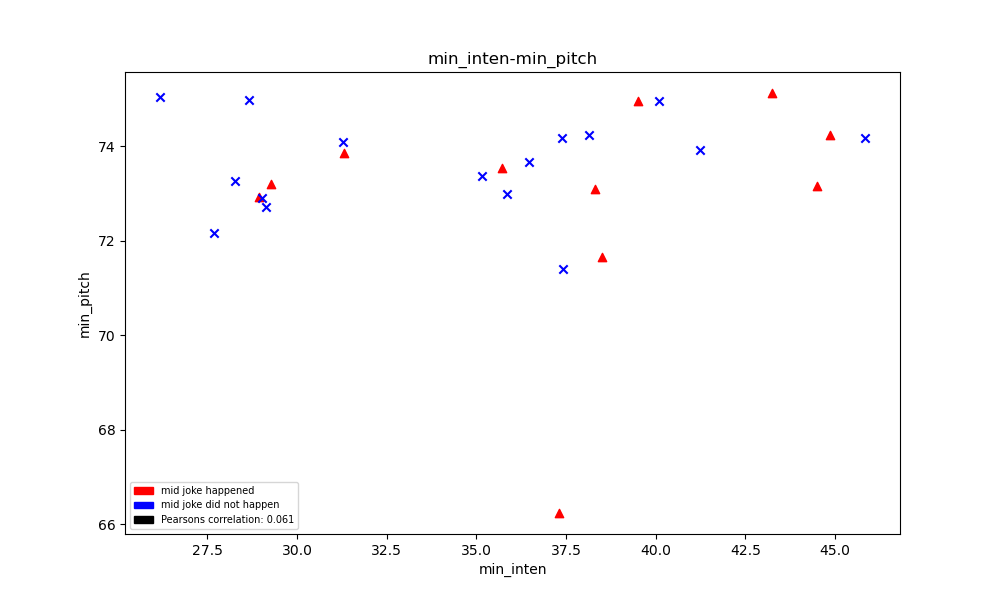 min_inten-min_pitch
74
72
70
68
66
min_pitch
mid joke happened
mid joke did not happen
Pearsons correlation: 0.061
27.5 30.0 32.5 35.0 37.5 40.0 42.5 45.0
min_inten